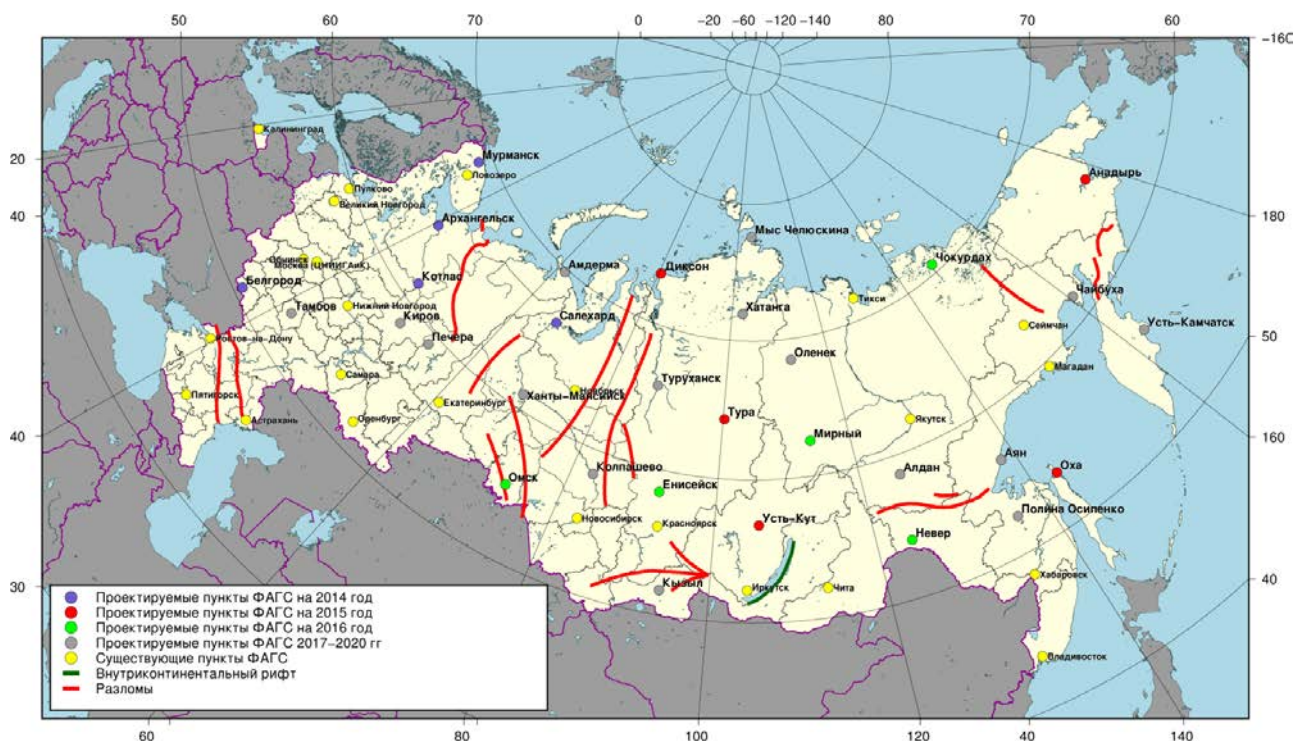 50 60 70 0 -20 -60 -120 -140 80 70 60
-160
Калининград
20
Мурманск
Ловозеро
Анадырь
Пулково
Великий Новгород
40
Архангельск
180
Мыс Челюскина
Обнинск
Москва (ЦНИИГАиК)
Амдерма
Диксон
Чокурдах
Белгород
Котлас
Чайбуха
Тикси
Тамбов
Нижний Новгород
Хатанга
Киров
Салехард
Сеймчан
Усть-Камчатск
Ростов-на-Дону
Печера
50
Оленек
Самара
Магадан
Туруханск
Пятигорск
Екатеринбург
Ханты-Мансийск
Ноябрьск
Астрахань
Оренбург
Тура
Якутск
40
Мирный
160
Колпашево
Алдан
Аян
Оха
Омск
Енисейск
Новосибирск
Красноярск
Усть-Кут
Полина Осипенко
Невер
30
Кызыл
Иркутск
Чита
Хабаровск
40
Владивосток
Проектируемые пункты ФАГС на 2014 год
Проектируемые пункты ФАГС на 2015 год
Проектируемые пункты ФАГС на 2016 год
Проектируемые пункты ФАГС 2017-2020 гг
Существующие пункты ФАГС
Внутриконтинентальный рифт
Разломы
60 80 100 120 140